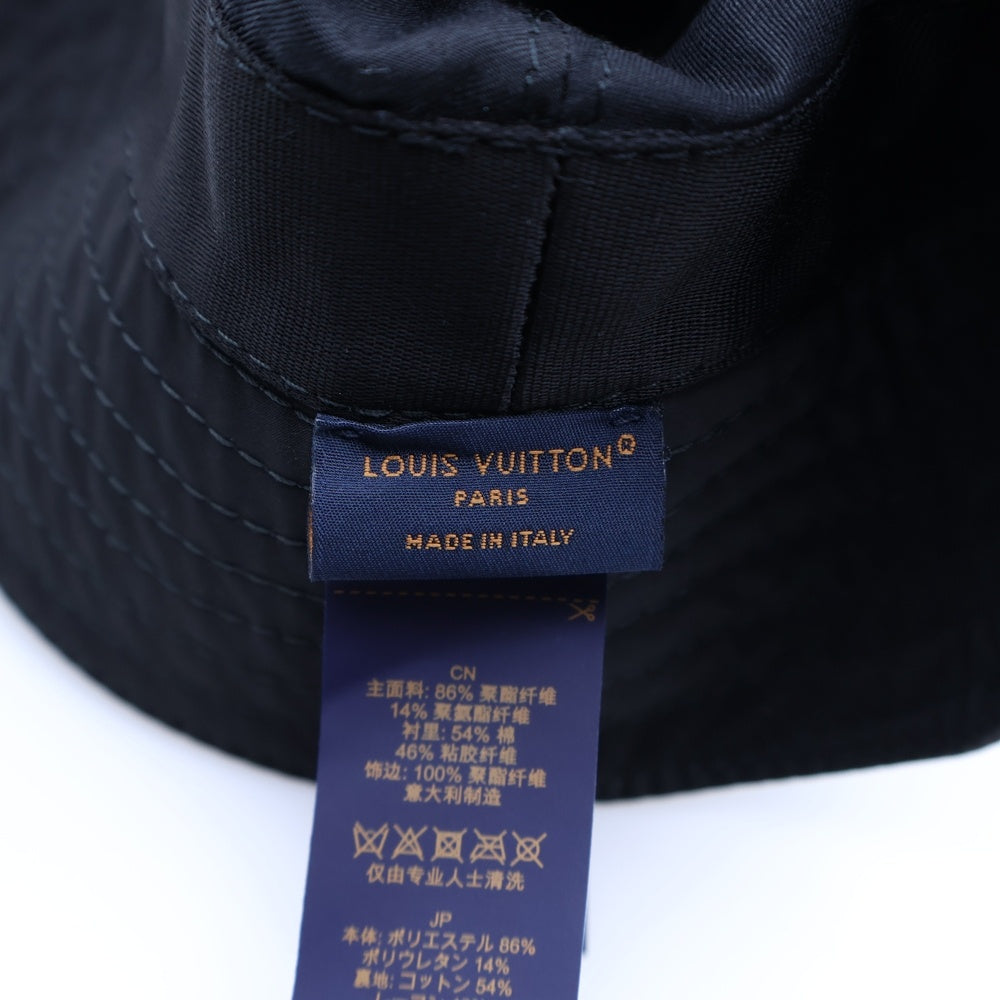 LOUIS VUITTON®
PARIS
MADE IN ITALY
CN
主面料: 86% 聚酯纤维
14% 聚氨酯纤维
衬里: 54% 棉
46% 粘胶纤维
饰边: 100% 聚酯纤维
意大利制造
仅由专业人士清洗
JP
本体: ポリエステル 86%
ポリウレタン 14%
裏地: コットン 54%